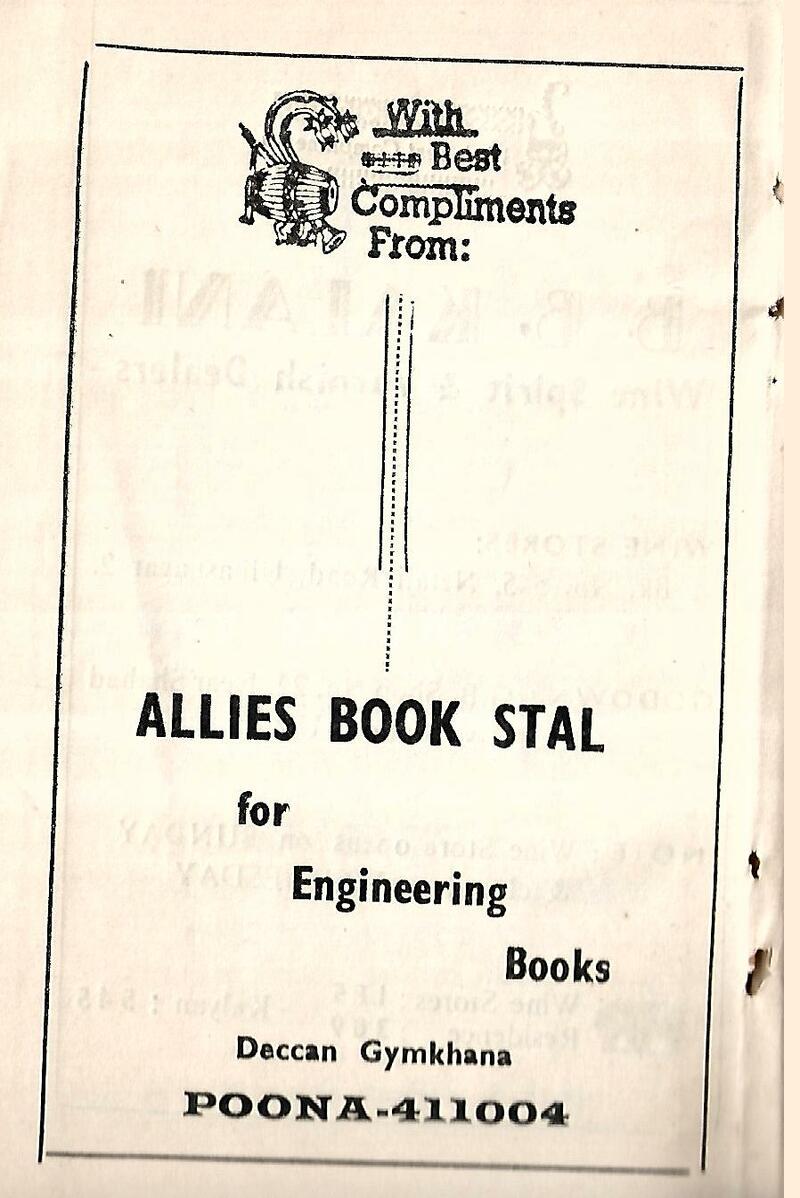 With
Best
Compliments
From:
ALLIES BOOK STAL
for
Engineering
Books
Deccan Gymkhana
POONA-411004